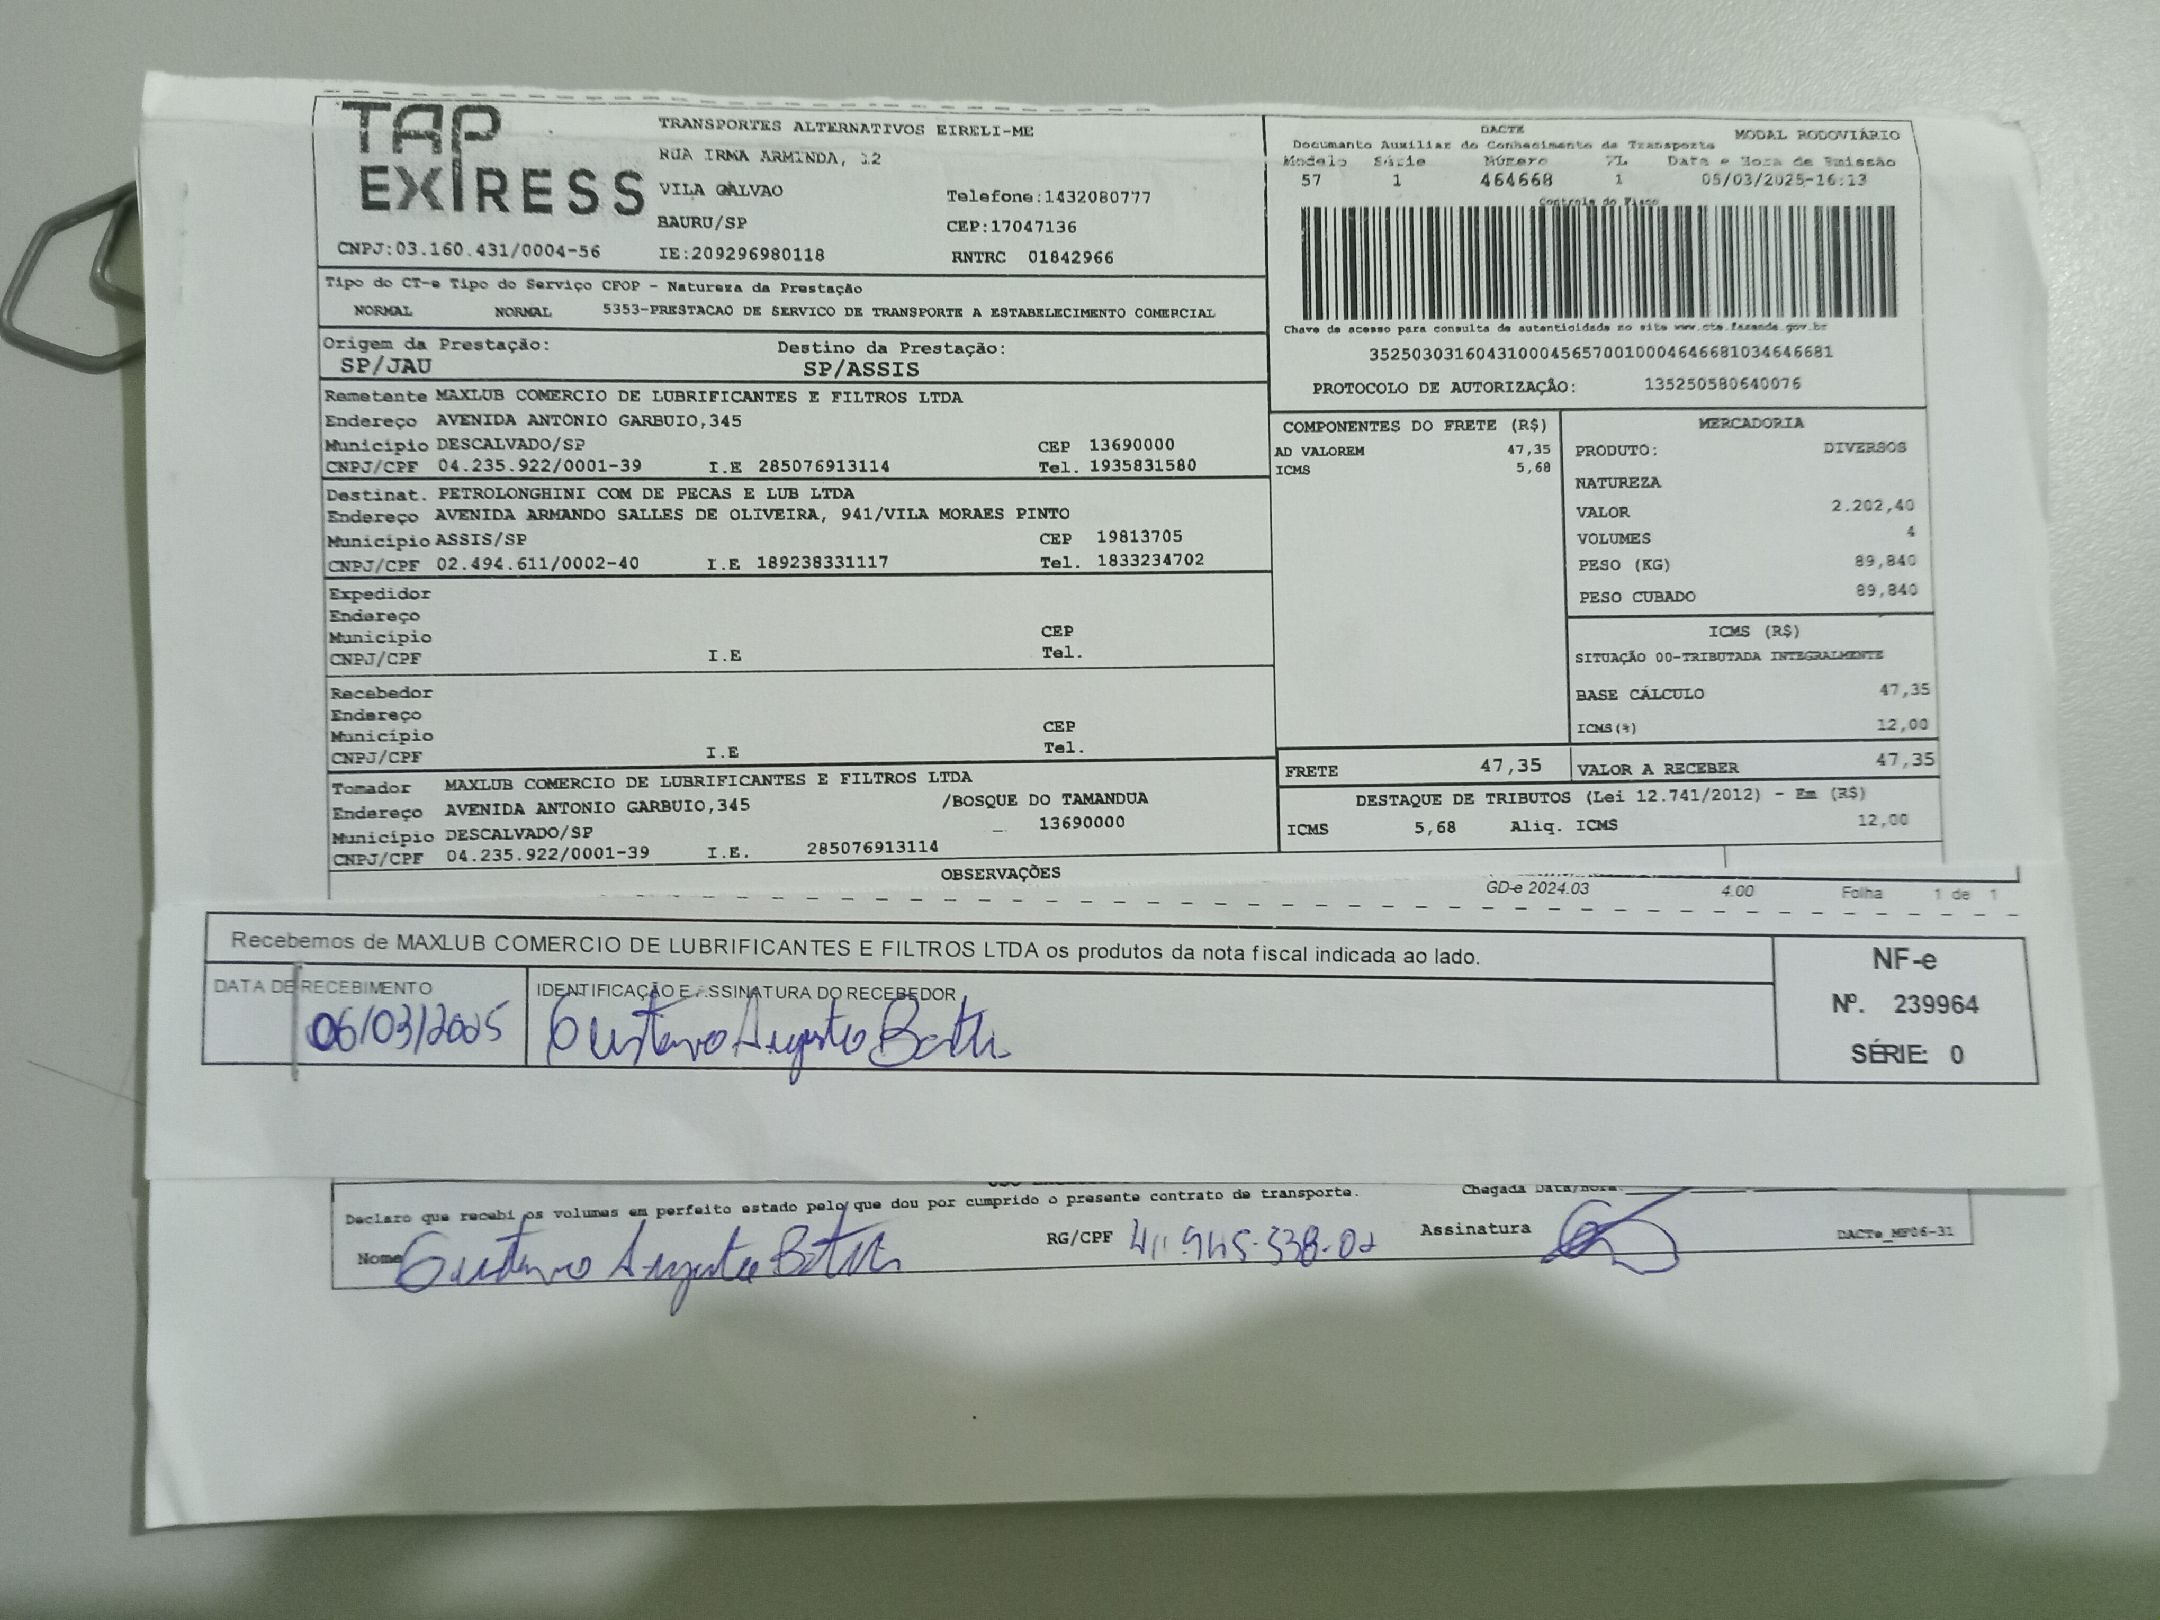 TAP EXPRESS
TRANSPORTES ALTERNATIVOS EIRELI-ME
RUA IRMA ARMINDA, 12
VILA GALVAO Telefone:1432080777
BAURU/SP CEP:17047136
CNPJ:03.160.431/0004-56 IE:209296980118 RNTRC 01842966
DACTE MODAL RODOVIÁRIO
Documento Auxiliar do Conhecimento de Transporte
Modelo Série Número FL Data e Hora de Emissão
57 1 464668 1 05/03/2025-16:13
Controle do Fisco
Chave de acesso para consulta de autenticidade no site www.cte.fazenda.gov.br
35250303160431000456570010004646681034646681
PROTOCOLO DE AUTORIZAÇÃO: 135250580640076
Tipo do CT-e Tipo do Serviço CFOP - Natureza da Prestação
NORMAL NORMAL 5353-PRESTACAO DE SERVICO DE TRANSPORTE A ESTABELECIMENTO COMERCIAL
Origem da Prestação: Destino da Prestação:
SP/JAU SP/ASSIS
Remetente MAXLUB COMERCIO DE LUBRIFICANTES E FILTROS LTDA
Endereço AVENIDA ANTONIO GARBUIO,345
Município DESCALVADO/SP CEP 13690000
CNPJ/CPF 04.235.922/0001-39 I.E 285076913114 Tel. 1935831580
Destinat. PETROLONGHINI COM DE PECAS E LUB LTDA
Endereço AVENIDA ARMANDO SALLES DE OLIVEIRA, 941/VILA MORAES PINTO
Município ASSIS/SP CEP 19813705
CNPJ/CPF 02.494.611/0002-40 I.E 189238331117 Tel. 1833234702
Expedidor
Endereço
Município CEP
CNPJ/CPF I.E Tel.
Recebedor
Endereço
Município CEP
CNPJ/CPF I.E Tel.
Tomador MAXLUB COMERCIO DE LUBRIFICANTES E FILTROS LTDA
Endereço AVENIDA ANTONIO GARBUIO,345 /BOSQUE DO TAMANDUA
Município DESCALVADO/SP 13690000
CNPJ/CPF 04.235.922/0001-39 I.E. 285076913114
COMPONENTES DO FRETE (R$)
AD VALOREM 47,35
ICMS 5,68
MERCADORIA
PRODUTO: DIVERSOS
NATUREZA
VALOR 2.202,40
VOLUMES 4
PESO (KG) 89,840
PESO CUBADO 89,840
ICMS (R$)
SITUAÇÃO 00-TRIBUTADA INTEGRALMENTE
BASE CÁLCULO 47,35
ICMS(%) 12,00
FRETE 47,35 VALOR A RECEBER 47,35
DESTAQUE DE TRIBUTOS (Lei 12.741/2012) - Em (R$)
ICMS 5,68 Aliq. ICMS 12,00
OBSERVAÇÕES
GD-e 2024.03 4.00 Folha 1 de 1
Recebemos de MAXLUB COMERCIO DE LUBRIFICANTES E FILTROS LTDA os produtos da nota fiscal indicada ao lado.
DATA DE RECEBIMENTO IDENTIFICAÇÃO E ASSINATURA DO RECEBEDOR
06/03/2025 Gustavo Augusto
NF-e
Nº. 239964
SÉRIE: 0
Chegada Data/Hora:
Declaro que recebi os volumes em perfeito estado pelo que dou por cumprido o presente contrato de transporte.
Nome Gustavo Augusto RG/CPF Assinatura DACTe_MF06-31